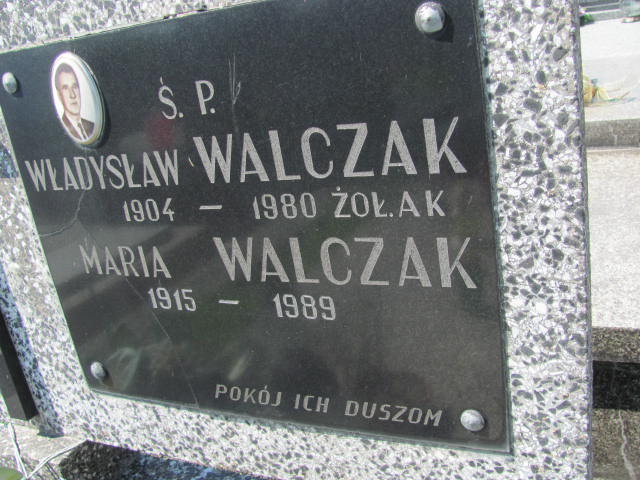 Ś. P.
WŁADYSŁAW WALCZAK
1904 – 1980 ŻOŁ.AK
MARIA WALCZAK
1915 – 1989
POKÓJ ICH DUSZOM